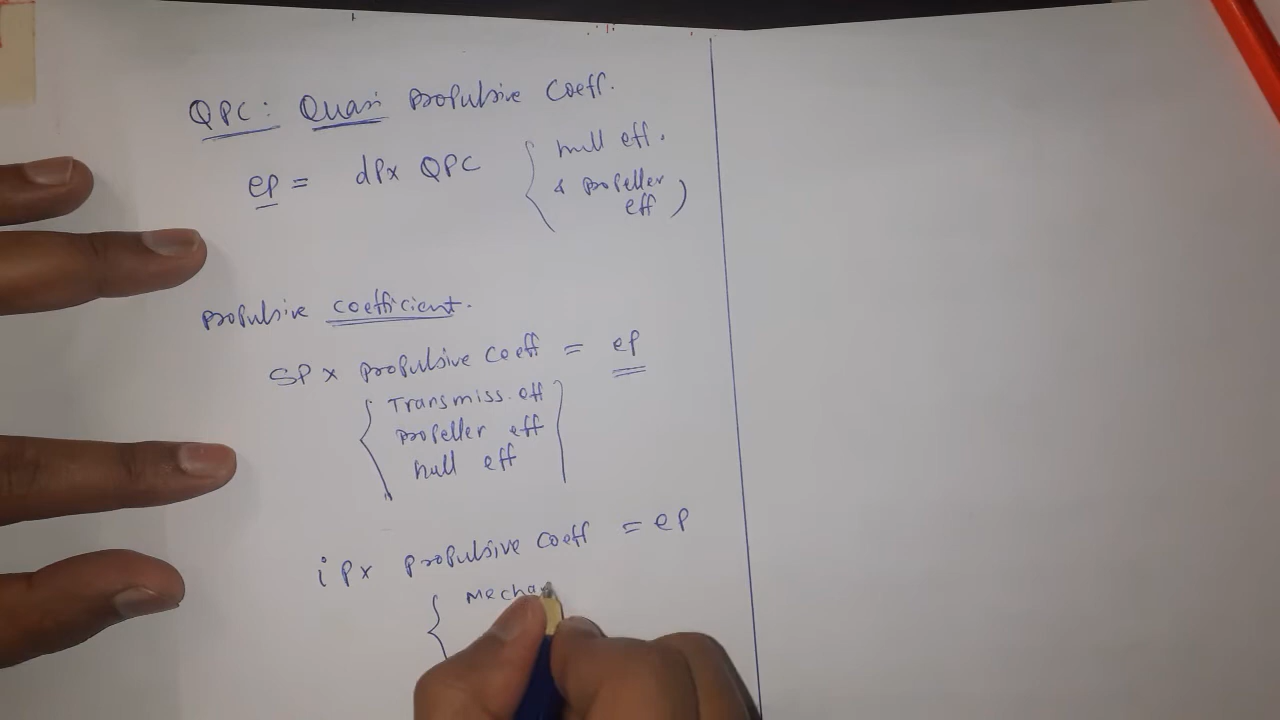 QPC: Quasi propulsive coeff.
ep = dp x QPC { hull eff.
& propeller
eff )
propulsive coefficient.
SP x propulsive coeff = ep
{ Transmiss. eff
propeller eff
hull eff
ip x propulsive coeff = ep
{ Mechan